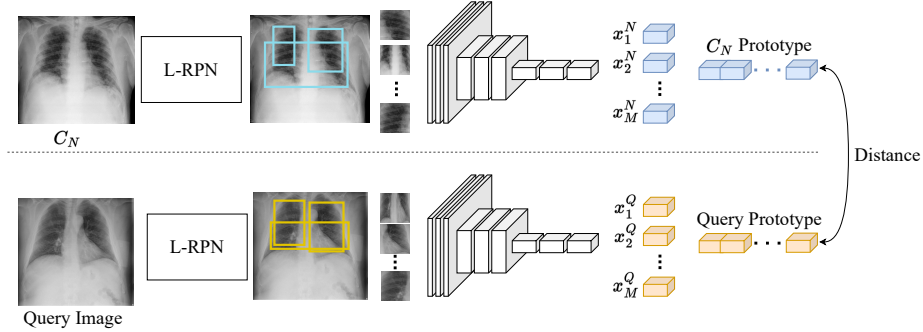 L-RPN
C_N
x_1^N
x_2^N
x_M^N
C_N Prototype
Distance
L-RPN
Query Image
x_1^Q
x_2^Q
x_M^Q
Query Prototype